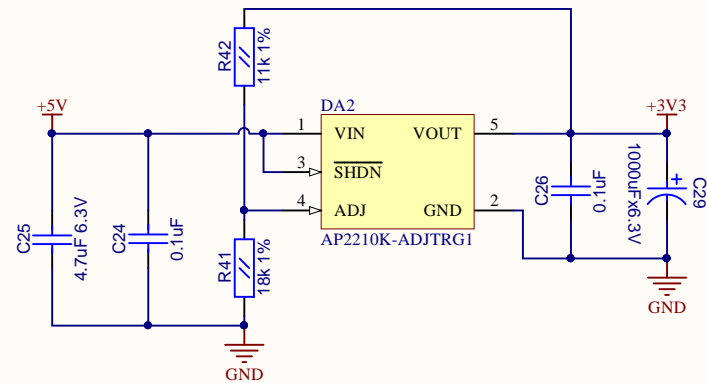 R42
11k 1%
+5V
DA2
+3V3
1
VIN
VOUT
5
3
SHDN
4
ADJ
GND
2
AP2210K-ADJTRG1
C25
4.7uF 6.3V
C24
0.1uF
R41
18k 1%
C26
0.1uF
1000uFx6.3V
C29
+
GND
GND